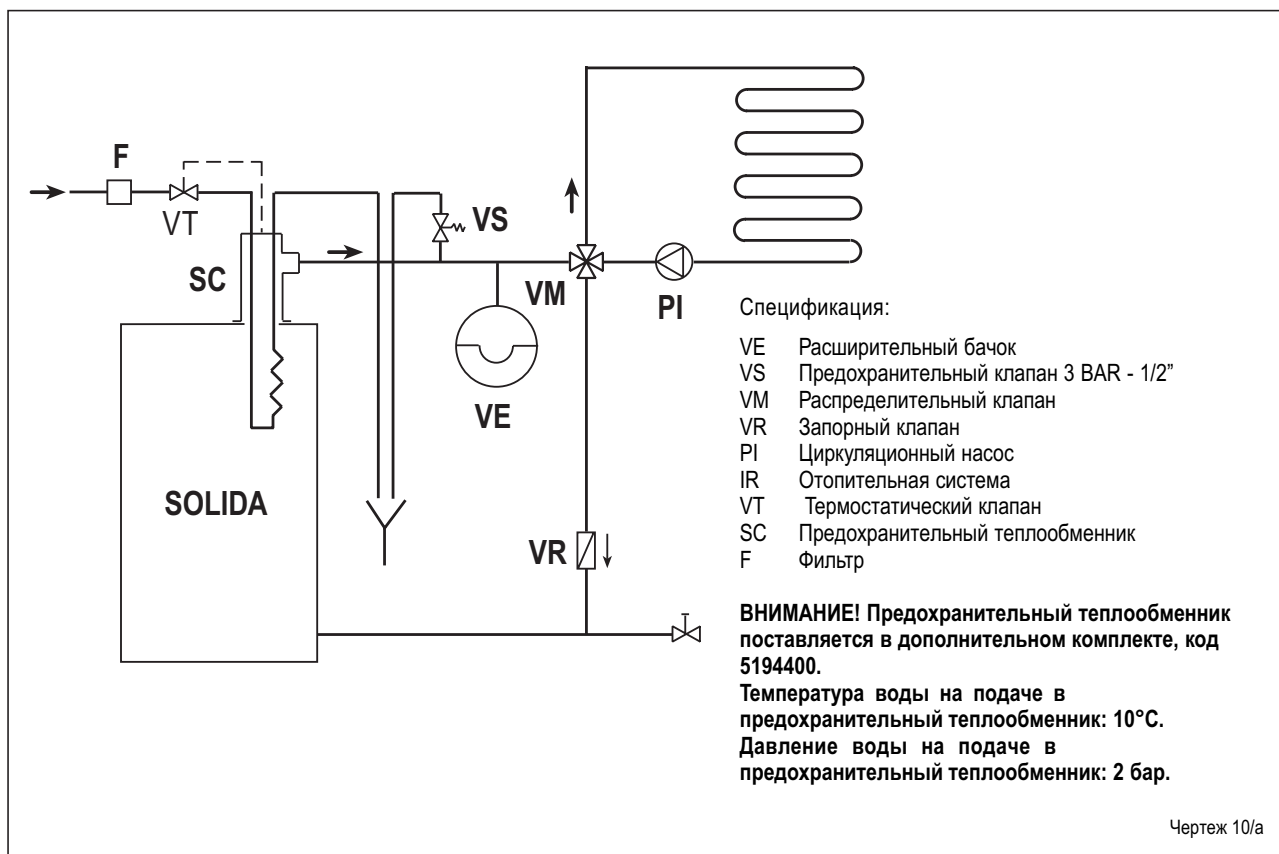 F
VT
VS
SC
VM
PI
VE
SOLIDA
VR
Спецификация:
VE Расширительный бачок
VS Предохранительный клапан 3 BAR - 1/2”
VM Распределительный клапан
VR Запорный клапан
PI Циркуляционный насос
IR Отопительная система
VT Термостатический клапан
SC Предохранительный теплообменник
F Фильтр
ВНИМАНИЕ! Предохранительный теплообменник
поставляется в дополнительном комплекте, код
5194400.
Температура воды на подаче в
предохранительный теплообменник: 10°С.
Давление воды на подаче в
предохранительный теплообменник: 2 бар.
Чертеж 10/a